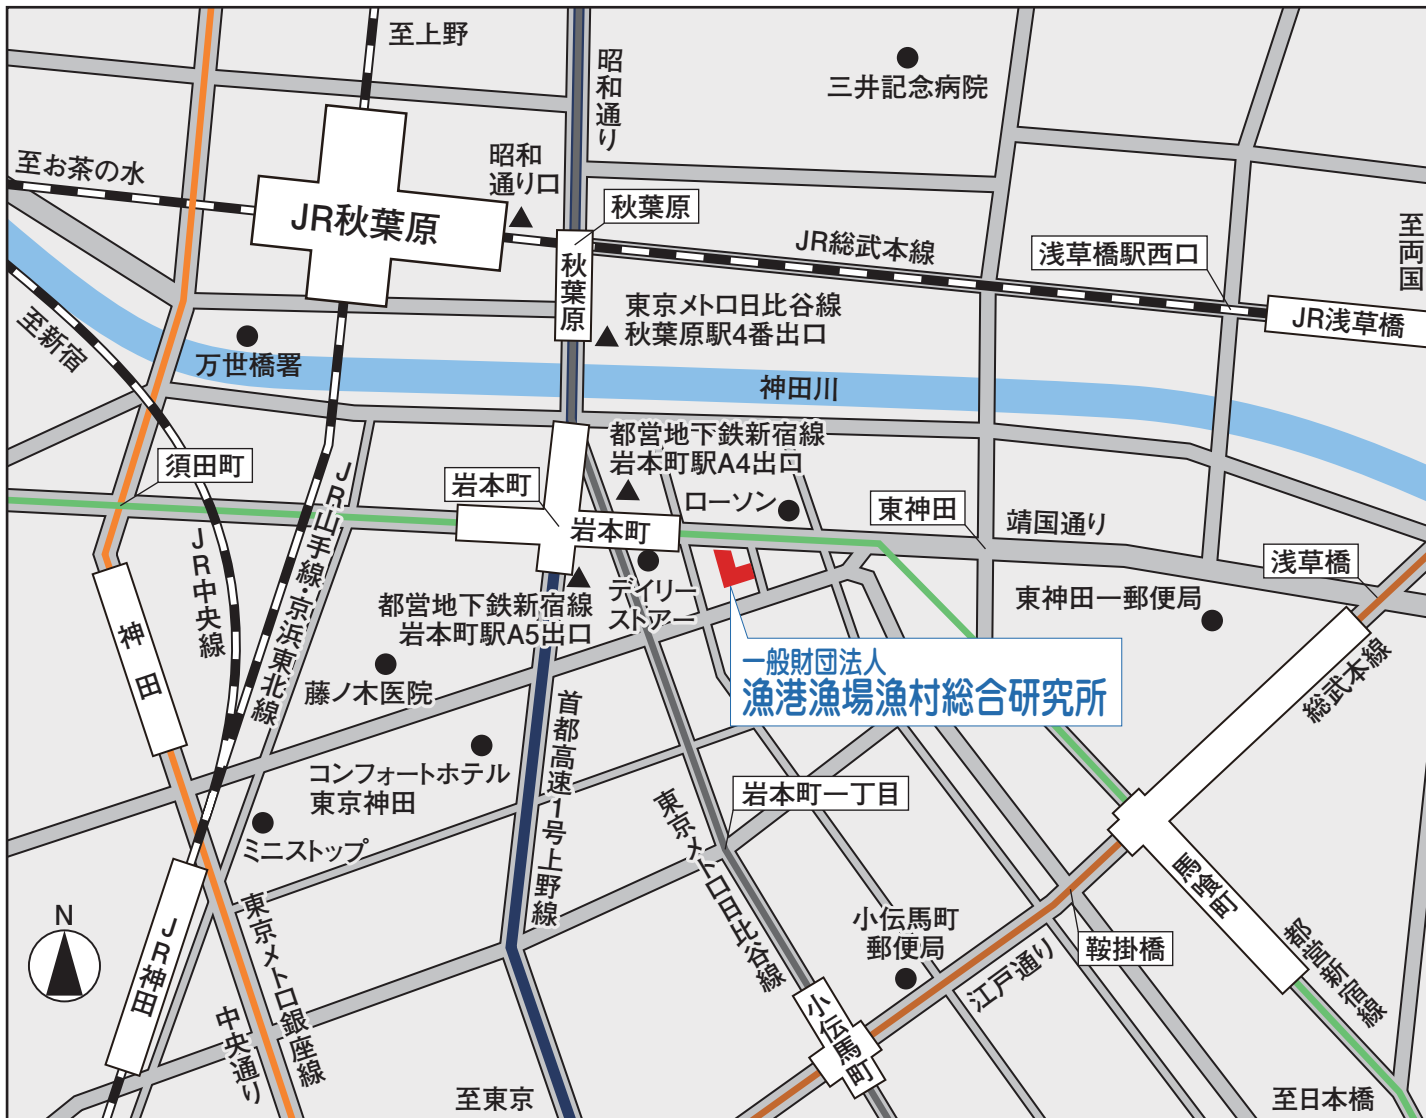 至上野
昭和通り
三井記念病院
至お茶の水
昭和
通り口
秋葉原
JR秋葉原
JR総武本線
浅草橋駅西口
至両国
秋葉原
東京メトロ日比谷線
秋葉原駅4番出口
JR浅草橋
至新宿
万世橋署
神田川
都営地下鉄新宿線
岩本町駅A4出口
須田町
岩本町
ローソン
東神田
靖国通り
岩本町
浅草橋
JR山手線・京浜東北線
JR中央線
デイリー
ストアー
都営地下鉄新宿線
岩本町駅A5出口
東神田一郵便局
神田
藤ノ木医院
一般財団法人
漁港漁場漁村総合研究所
総武本線
首都高速1号上野線
コンフォートホテル
東京神田
岩本町一丁目
東京メトロ日比谷線
ミニストップ
馬喰町
N
JR神田
東京メトロ銀座線
中央通り
小伝馬町
郵便局
鞍掛橋
江戸通り
都営新宿線
小伝馬町
至東京
至日本橋